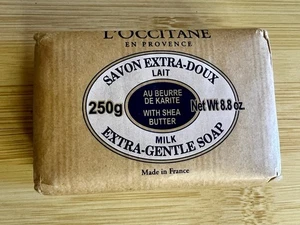 L'OCCITANE
EN PROVENCE
SAVON EXTRA-DOUX
LAIT
AU BEURRE
DE KARITE
250g
Net Wt 8.8 oz.
WITH SHEA
BUTTER
MILK
EXTRA-GENTLE SOAP
Made in France